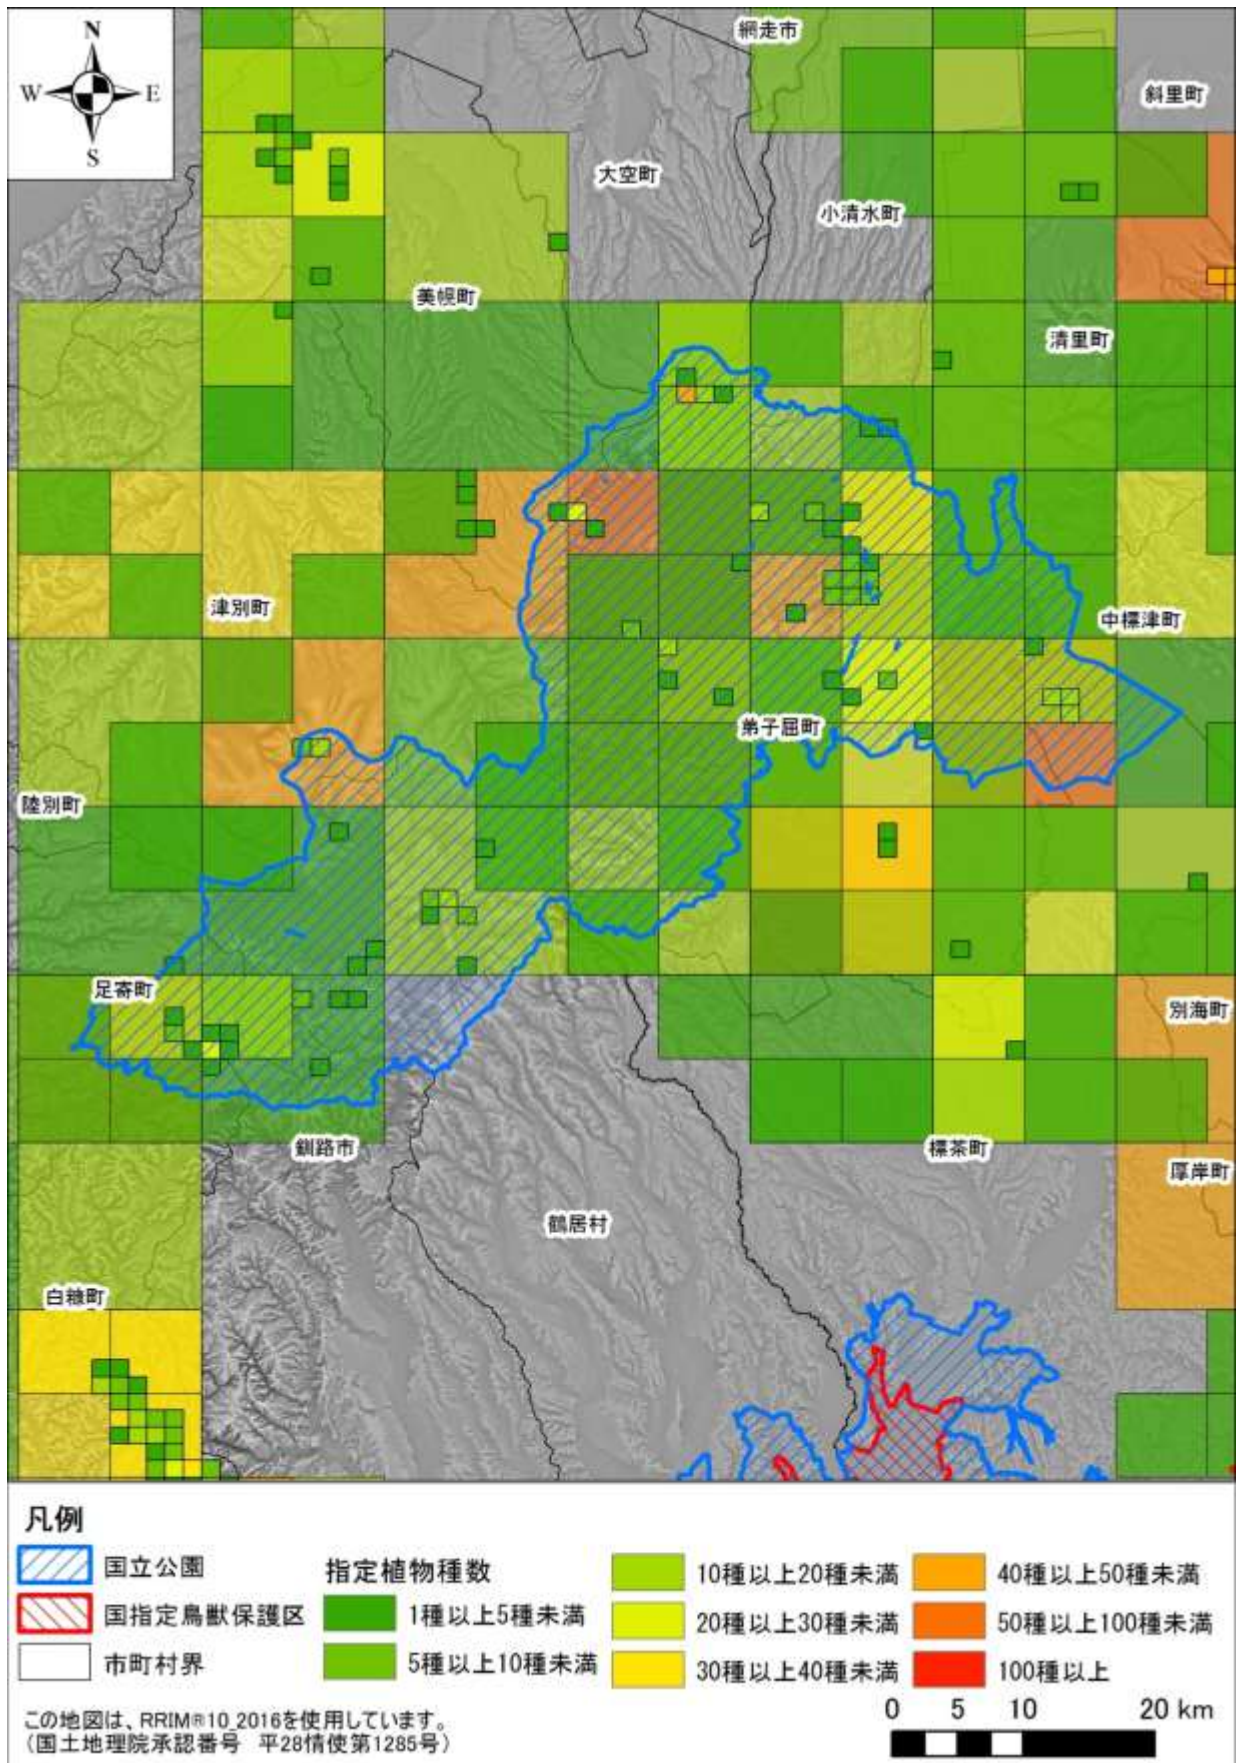 N
W E
S
網走市
斜里町
大空町
小清水町
美幌町
清里町
津別町
中標津町
弟子屈町
陸別町
足寄町
別海町
釧路市
標茶町
厚岸町
鶴居村
白糠町
凡例
国立公園
国指定鳥獣保護区
市町村界
指定植物種数
1種以上5種未満
5種以上10種未満
10種以上20種未満
20種以上30種未満
30種以上40種未満
40種以上50種未満
50種以上100種未満
100種以上
この地図は、RRIM®10_2016を使用しています。
（国土地理院承認番号 平28情使第1285号）
0 5 10 20 km